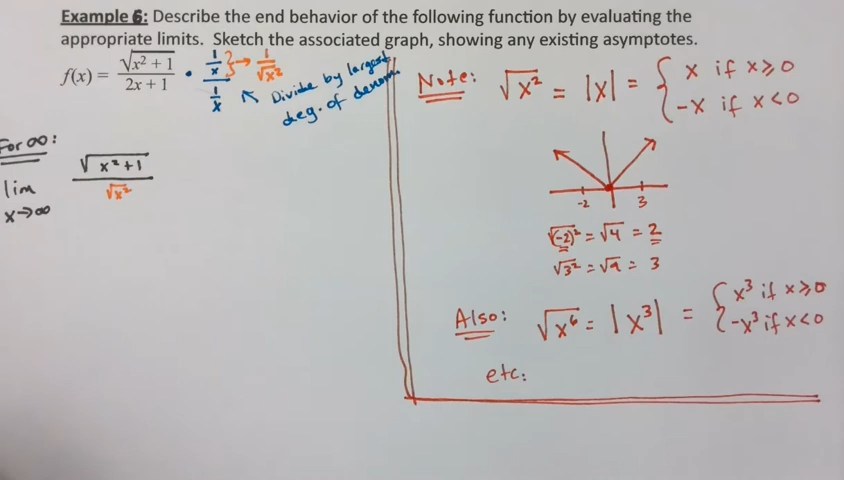 Example 6: Describe the end behavior of the following function by evaluating the
appropriate limits. Sketch the associated graph, showing any existing asymptotes.
f(x) = √(x² + 1) / (2x + 1) • (1/x) / (1/x) } → 1/√x²
Divide by largest
deg. of denom.
For ∞:
lim x→∞ √(x²+1) / √x²
Note: √x² = |x| = { x if x ≥ 0
-x if x < 0
-2 3
√(-2)² = √4 = 2
√3² = √9 = 3
Also: √x⁶ = |x³| = { x³ if x ≥ 0
-x³ if x < 0
etc.